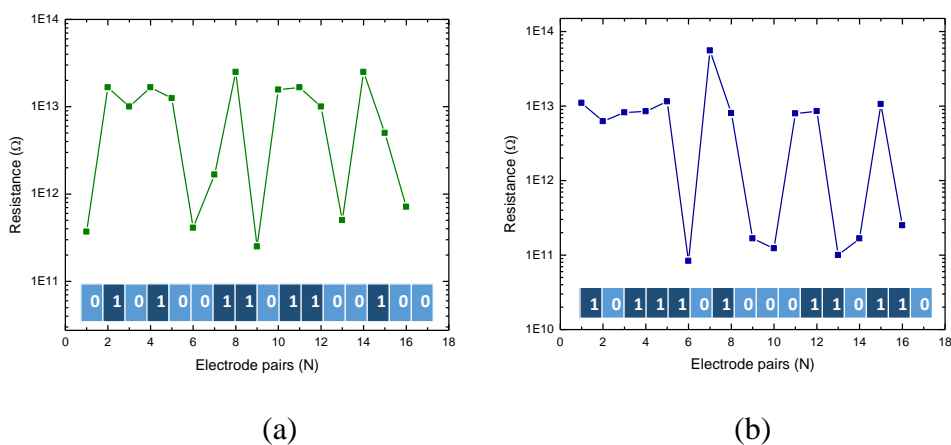 1E14
1E13
1E12
1E11
Resistance (Ω)
0 1 0 1 0 0 1 1 0 1 1 0 0 1 0 0
0 2 4 6 8 10 12 14 16 18
Electrode pairs (N)
(a)
1E14
1E13
1E12
1E11
1E10
Resistance (Ω)
1 0 1 1 1 0 1 0 0 0 1 1 0 1 1 0
0 2 4 6 8 10 12 14 16 18
Electrode pairs (N)
(b)